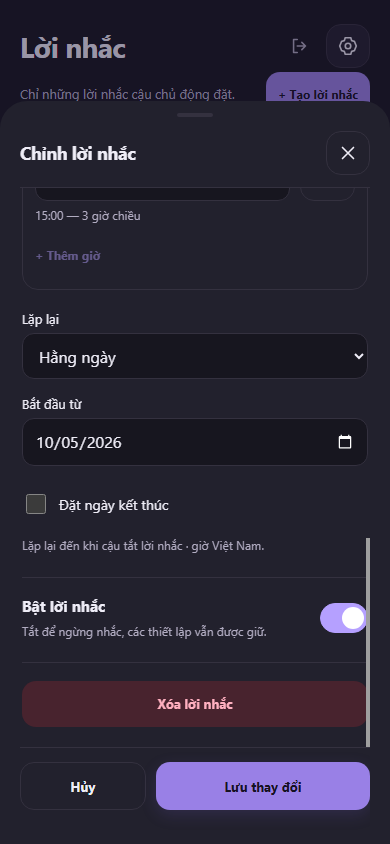 Lời nhắc
Chỉ những lời nhắc cậu chủ động đặt.
+ Tạo lời nhắc
Chỉnh lời nhắc
15:00 — 3 giờ chiều
+ Thêm giờ
Lặp lại
Hằng ngày
Bắt đầu từ
10/05/2026
Đặt ngày kết thúc
Lặp lại đến khi cậu tắt lời nhắc · giờ Việt Nam.
Bật lời nhắc
Tắt để ngừng nhắc, các thiết lập vẫn được giữ.
Xóa lời nhắc
Hủy
Lưu thay đổi